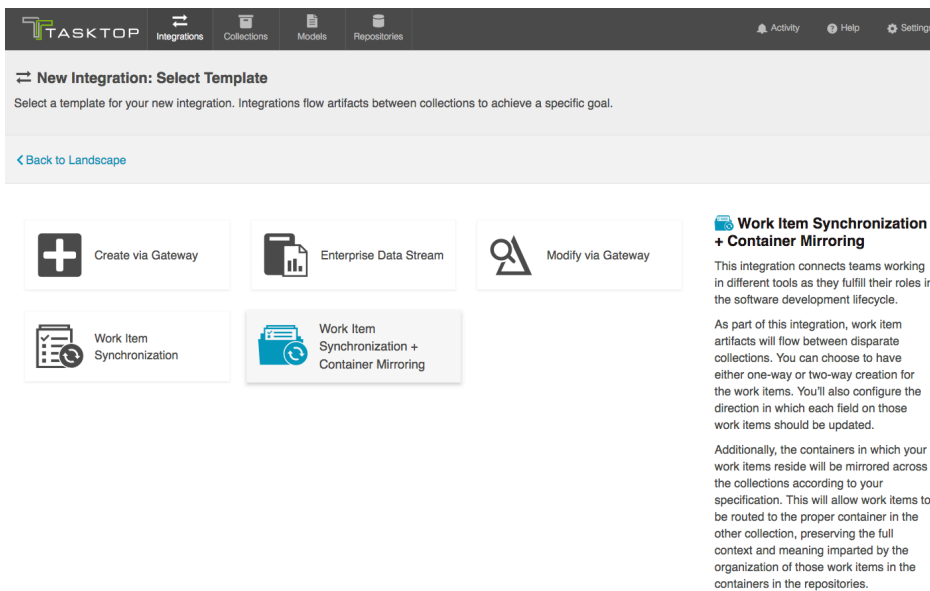 TASKTOP
Integrations
Collections
Models
Repositories
Activity
Help
Settings
New Integration: Select Template
Select a template for your new integration. Integrations flow artifacts between collections to achieve a specific goal.
Back to Landscape
Create via Gateway
Enterprise Data Stream
Modify via Gateway
Work Item
Synchronization
Work Item
Synchronization +
Container Mirroring
Work Item Synchronization
+ Container Mirroring
This integration connects teams working
in different tools as they fulfill their roles in
the software development lifecycle.
As part of this integration, work item
artifacts will flow between disparate
collections. You can choose to have
either one-way or two-way creation for
the work items. You'll also configure the
direction in which each field on those
work items should be updated.
Additionally, the containers in which your
work items reside will be mirrored across
the collections according to your
specification. This will allow work items to
be routed to the proper container in the
other collection, preserving the full
context and meaning imparted by the
organization of those work items in the
containers in the repositories.